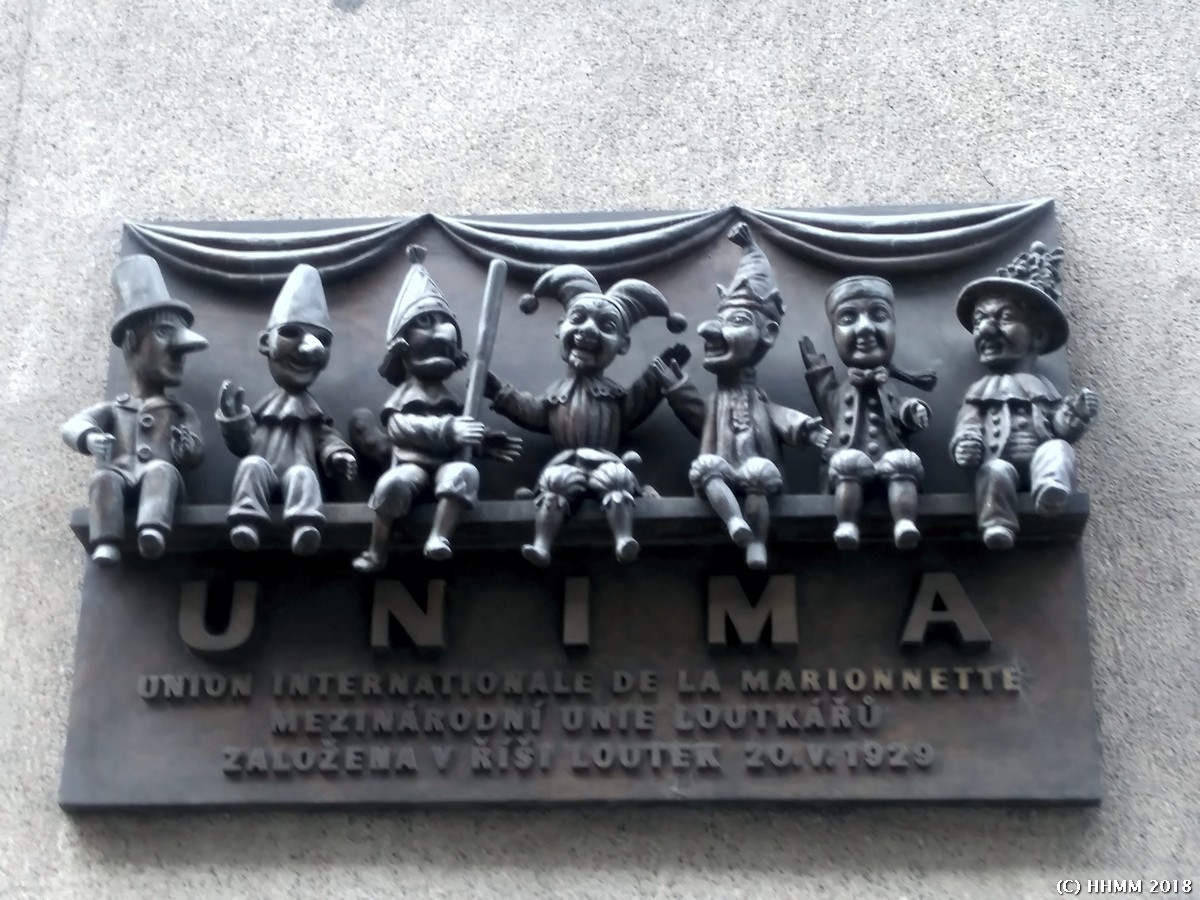 UNIMA
UNION INTERNATIONALE DE LA MARIONNETTE
MEZINÁRODNÍ UNIE LOUTKÁŘŮ
ZALOŽENA V ŘÍŠI LOUTEK 20.V.1929
(C) HHMM 2018